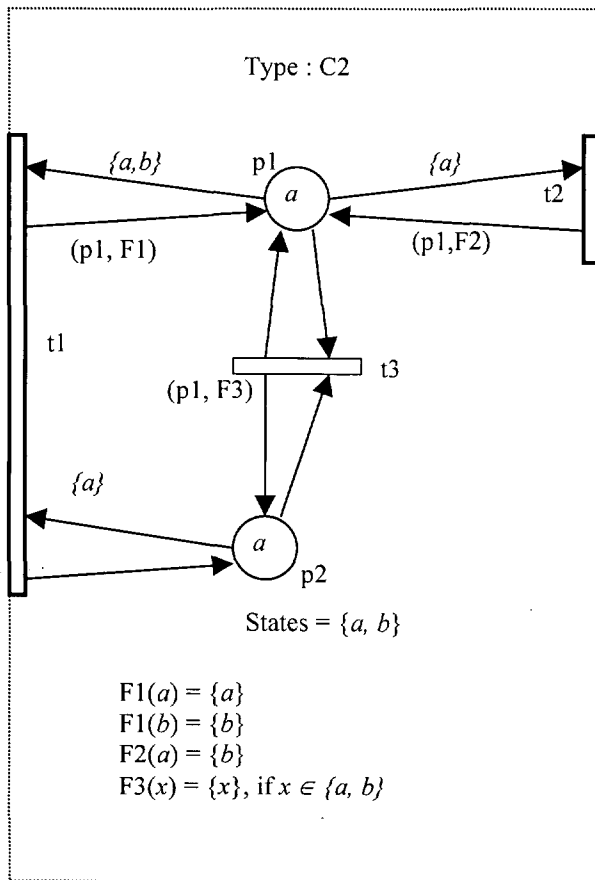 Type : C2
{a,b}
p1
{a}
a
t2
(p1, F1)
(p1,F2)
t1
t3
(p1, F3)
{a}
a
p2
States = {a, b}
F1(a) = {a}
F1(b) = {b}
F2(a) = {b}
F3(x) = {x}, if x ∈ {a, b}